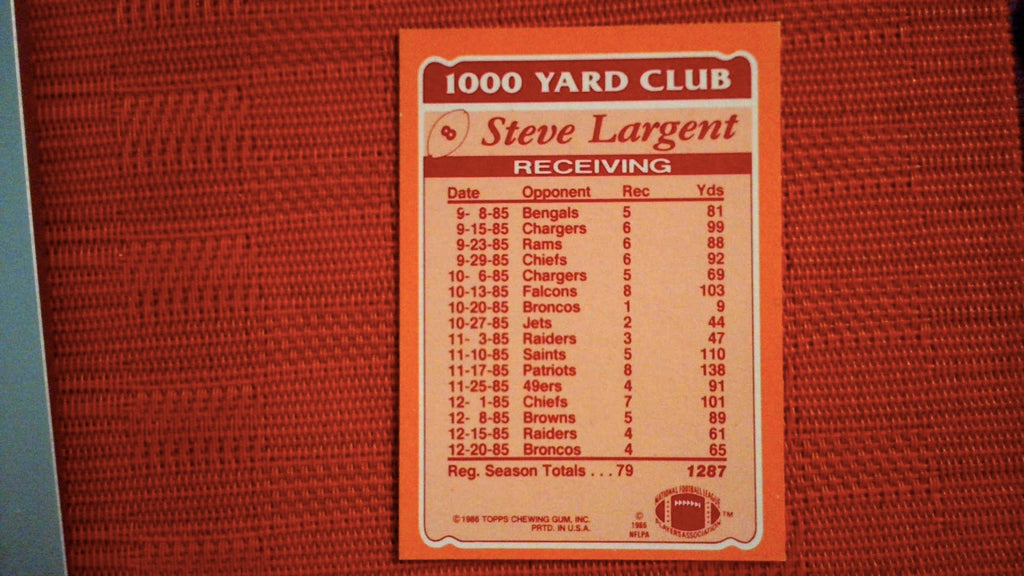 1000 YARD CLUB
8 Steve Largent
RECEIVING
Date Opponent Rec Yds
9- 8-85 Bengals 5 81
9-15-85 Chargers 6 99
9-23-85 Rams 6 88
9-29-85 Chiefs 6 92
10- 6-85 Chargers 5 69
10-13-85 Falcons 8 103
10-20-85 Broncos 1 9
10-27-85 Jets 2 44
11- 3-85 Raiders 3 47
11-10-85 Saints 5 110
11-17-85 Patriots 8 138
11-25-85 49ers 4 91
12- 1-85 Chiefs 7 101
12- 8-85 Browns 5 89
12-15-85 Raiders 4 61
12-20-85 Broncos 4 65
Reg. Season Totals . . . 79 1287
©1986 TOPPS CHEWING GUM, INC.
PRTD. IN U.S.A.
©
1986
NFLPA
NATIONAL FOOTBALL LEAGUE
PLAYERS ASSOCIATION
TM